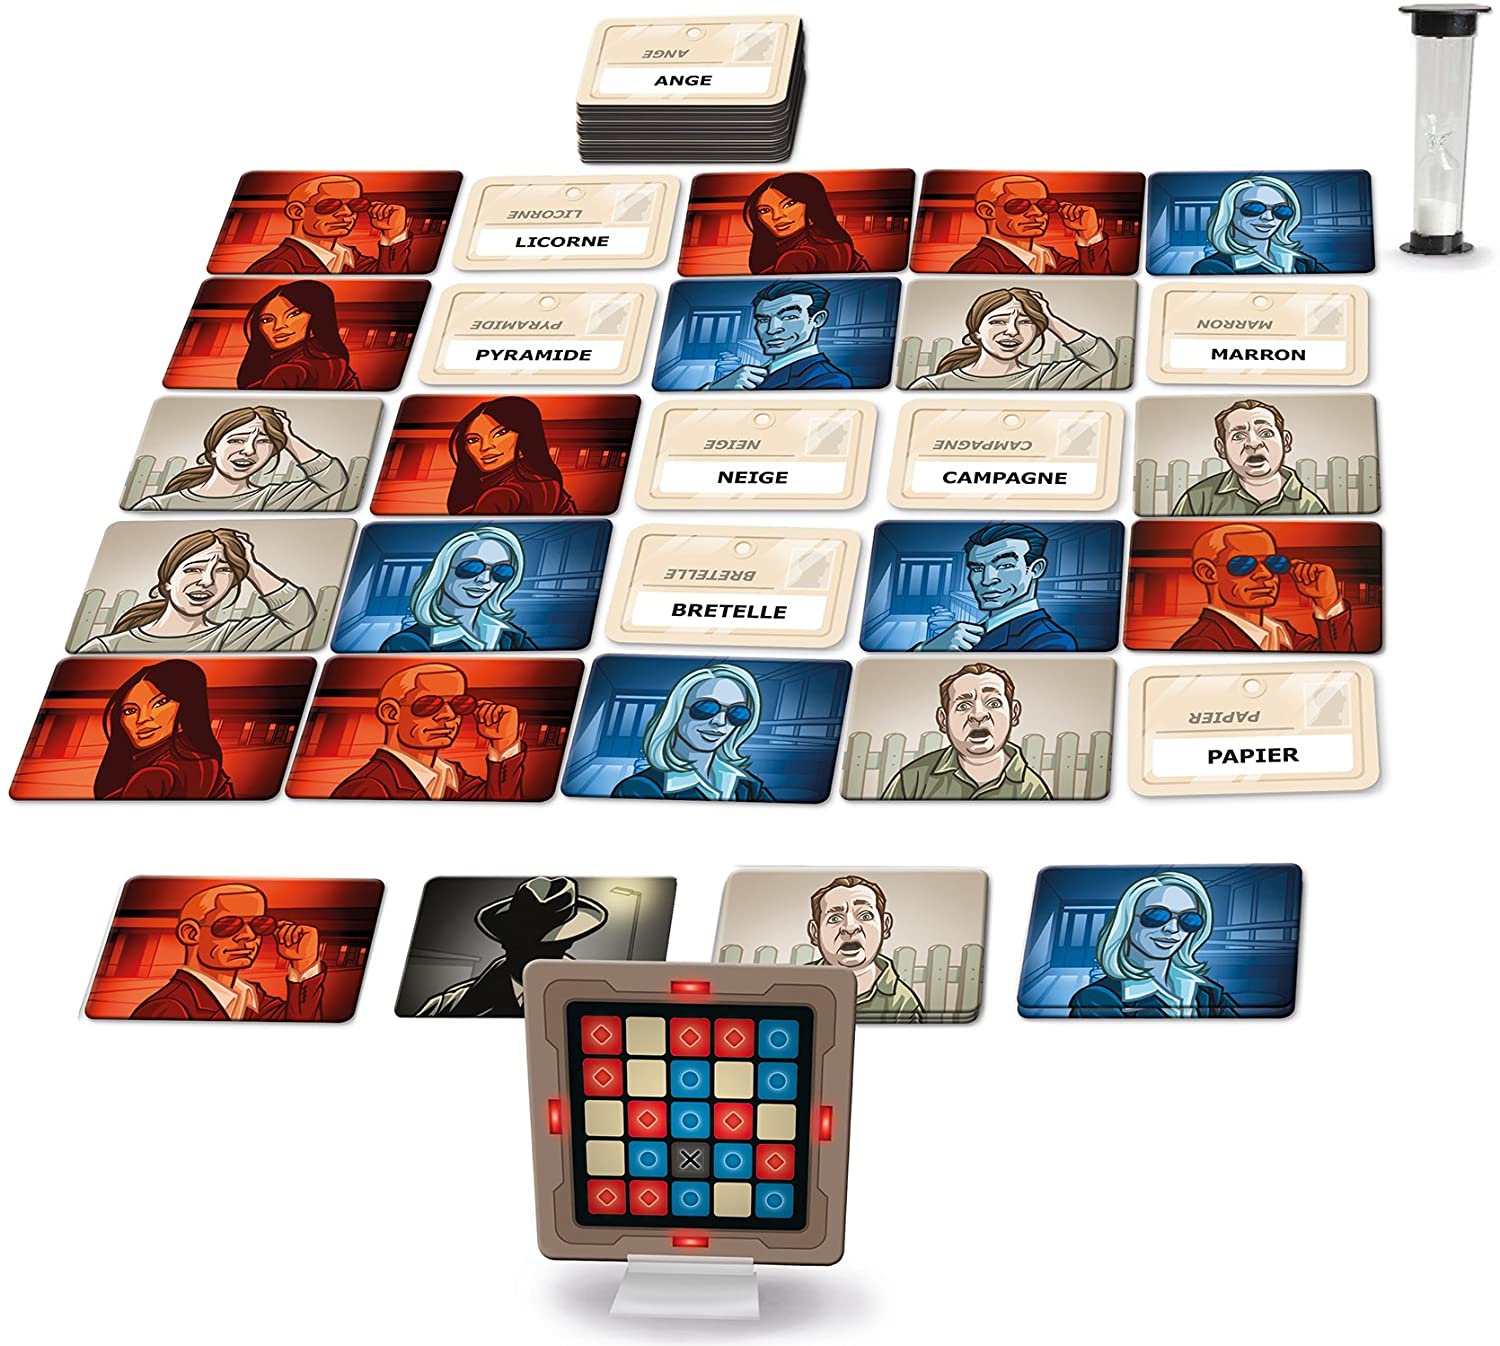 ANGE
ANGE
LICORNE
LICORNE
PYRAMIDE
PYRAMIDE
MARRON
MARRON
NEIGE
NEIGE
CAMPAGNE
CAMPAGNE
BRETELLE
BRETELLE
PAPIER
PAPIER